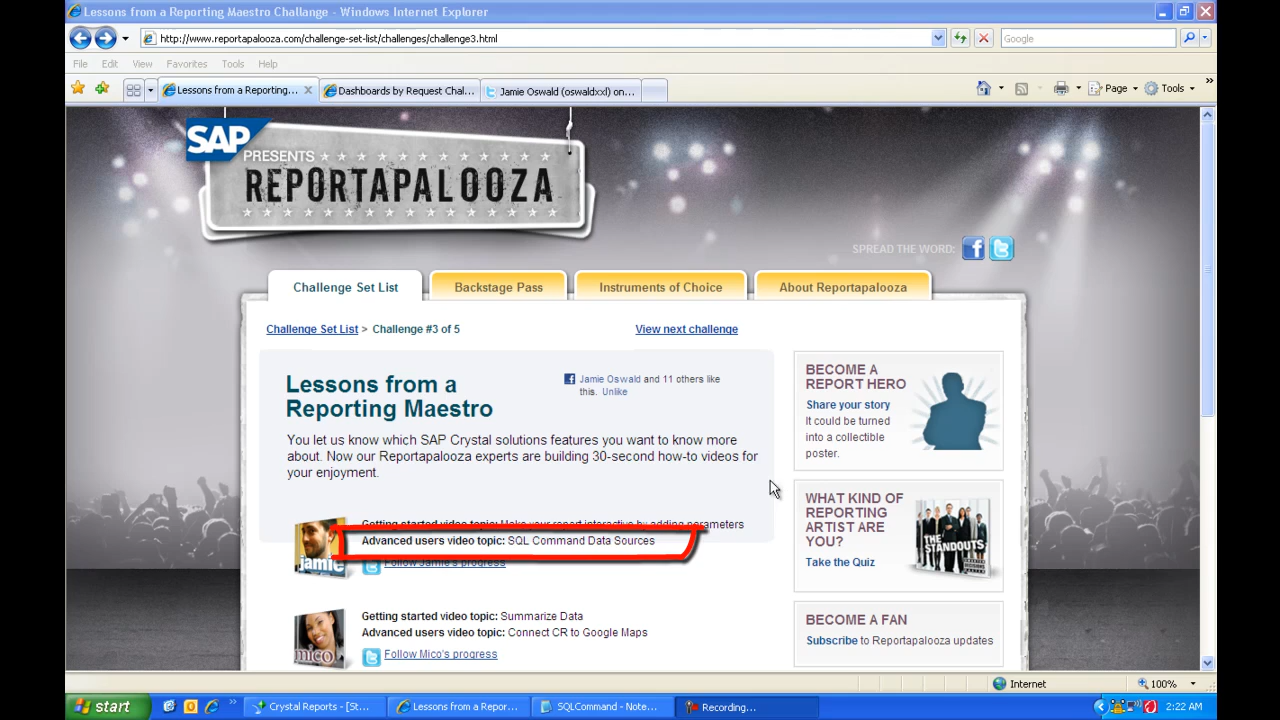 Lessons from a Reporting Maestro Challange - Windows Internet Explorer
http://www.reportapalooza.com/challenge-set-list/challenges/challenge3.html
Google
File Edit View Favorites Tools Help
Lessons from a Reporting...
Dashboards by Request Chal...
Jamie Oswald (oswaldxxl) on...
Page
Tools
SAP
PRESENTS
REPORTAPALOOZA
SPREAD THE WORD:
Challenge Set List
Backstage Pass
Instruments of Choice
About Reportapalooza
Challenge Set List > Challenge #3 of 5
View next challenge
Lessons from a
Reporting Maestro
Jamie Oswald and 11 others like
this. Unlike
You let us know which SAP Crystal solutions features you want to know more
about. Now our Reportapalooza experts are building 30-second how-to videos for
your enjoyment.
jamie
Getting started video topic: Make your report interactive by adding parameters
Advanced users video topic: SQL Command Data Sources
Follow Jamie's progress
mico
Getting started video topic: Summarize Data
Advanced users video topic: Connect CR to Google Maps
Follow Mico's progress
BECOME A
REPORT HERO
Share your story
It could be turned
into a collectible
poster.
WHAT KIND OF
REPORTING
ARTIST ARE
YOU?
Take the Quiz
THE
STANDOUTS
BECOME A FAN
Subscribe to Reportapalooza updates
Internet
100%
start
Crystal Reports - [St...
Lessons from a Repor...
SQLCommand - Note...
Recording...
2:22 AM